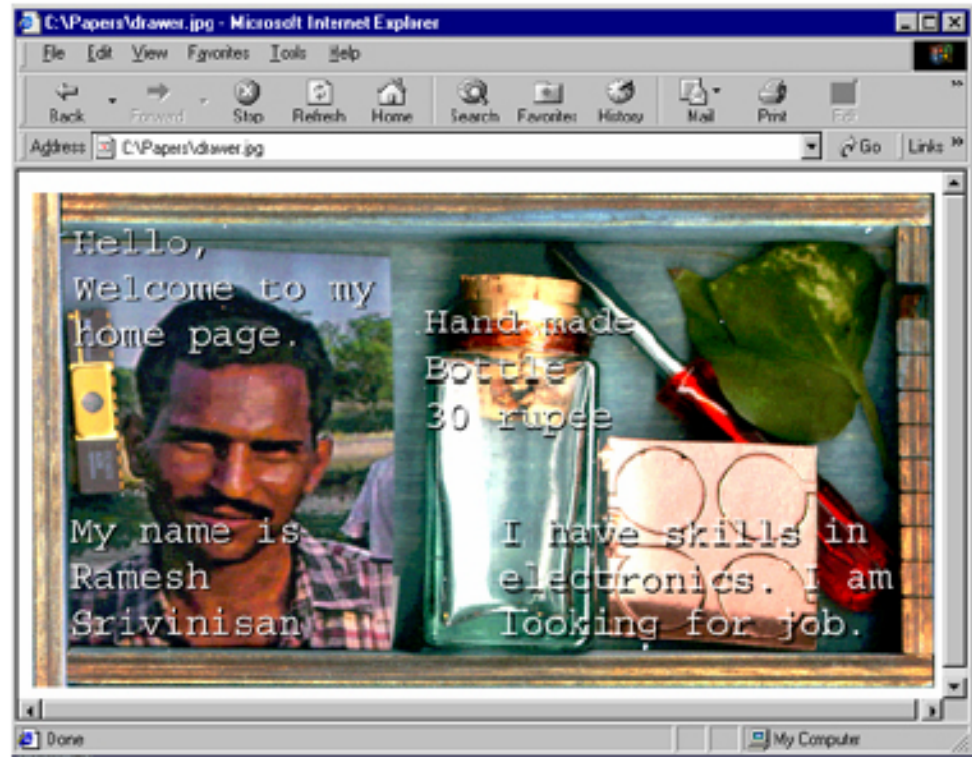 C:\Papers\drawer.jpg - Microsoft Internet Explorer
File Edit View Favorites Tools Help
Back Forward Stop Refresh Home Search Favorites History Mail Print Edit
Address C:\Papers\drawer.jpg Go Links
Hello,
Welcome to my
home page.
Hand made
Bottle
30 rupee
My name is
Ramesh
Srivinisan
I have skills in
electronics. I am
looking for job.
Done My Computer